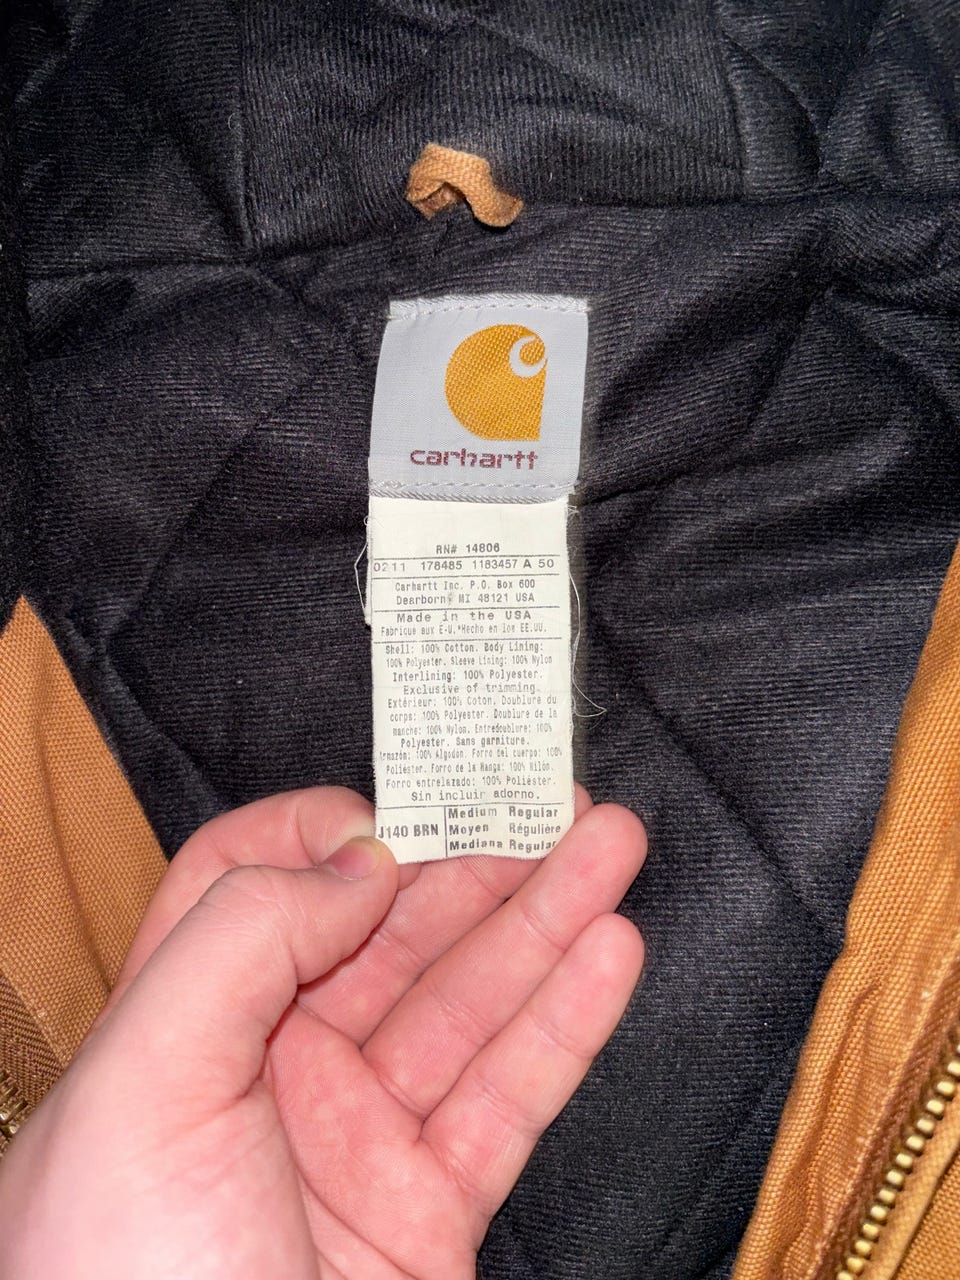 carhartt
RN# 14806
0211 178485 1183457 A 50
Carhartt Inc. P.O. Box 600
Dearborn, MI 48121 USA
Made in the USA
Fabrique aux E-U.*Hecho en los EE.UU.
Shell: 100% Cotton. Body Lining:
100% Polyester. Sleeve Lining: 100% Nylon
Interlining: 100% Polyester.
Exclusive of trimming.
Extérieur: 100% Coton. Doublure du
corps: 100% Polyester. Doublure de la
manche: 100% Nylon. Entredoublure: 100%
Polyester. Sans garniture.
Armazón: 100% Algodon. Forro del cuerpo: 100%
Poliéster. Forro de la Manga: 100% Nilón.
Forro entrelazado: 100% Poliéster.
Sin incluir adorno.
J140 BRN
Medium Regular
Moyen Régulière
Mediana Regular